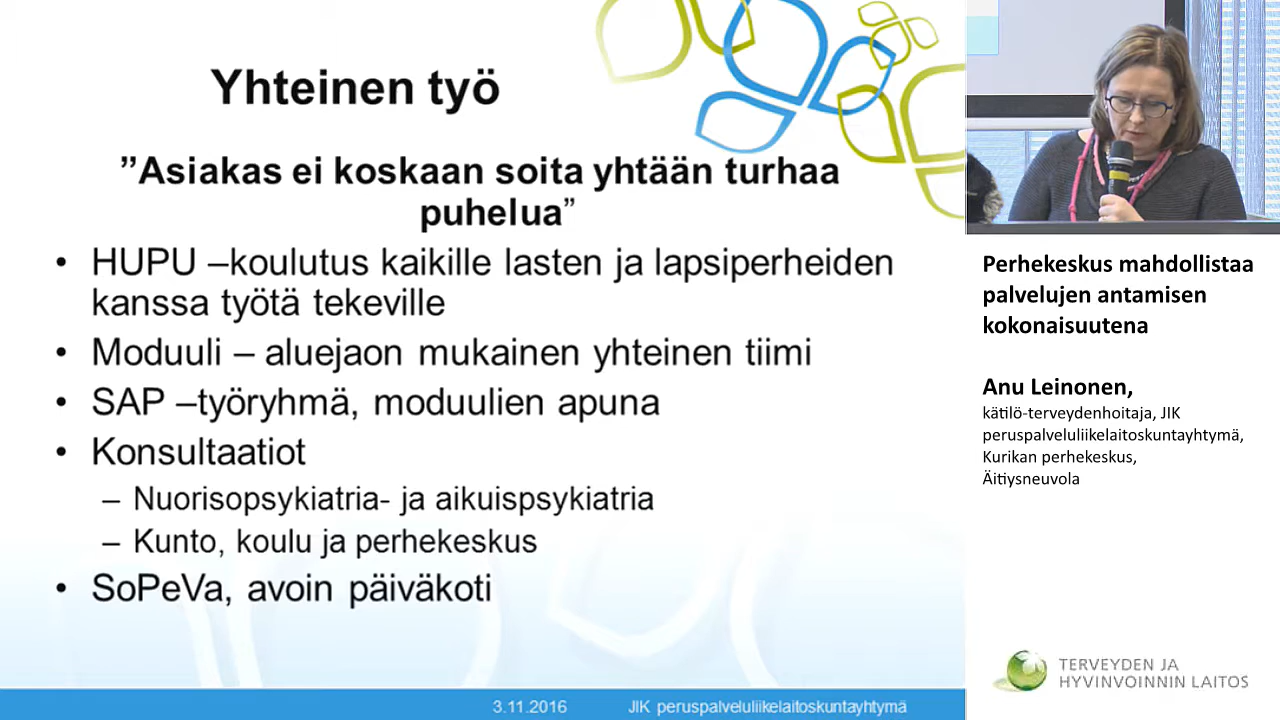 Yhteinen työ
”Asiakas ei koskaan soita yhtään turhaa
puhelua”
• HUPU –koulutus kaikille lasten ja lapsiperheiden
kanssa työtä tekeville
• Moduuli – aluejaon mukainen yhteinen tiimi
• SAP –työryhmä, moduulien apuna
• Konsultaatiot
– Nuorisopsykiatria- ja aikuispsykiatria
– Kunto, koulu ja perhekeskus
• SoPeVa, avoin päiväkoti
3.11.2016 JIK peruspalveluliikelaitoskuntayhtymä
Perhekeskus mahdollistaa
palvelujen antamisen
kokonaisuutena
Anu Leinonen,
kätilö-terveydenhoitaja, JIK
peruspalveluliikelaitoskuntayhtymä,
Kurikan perhekeskus,
Äitiysneuvola
TERVEYDEN JA
HYVINVOINNIN LAITOS